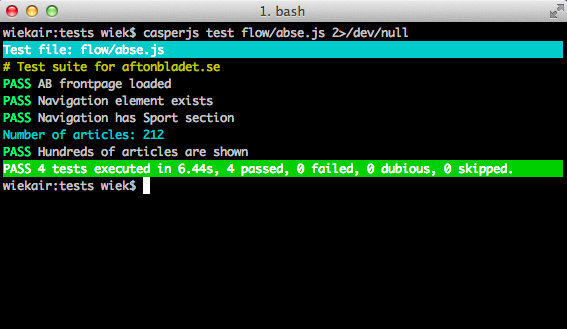 1. bash
wiekair:tests wiek$ casperjs test flow/abse.js 2>/dev/null
Test file: flow/abse.js
# Test suite for aftonbladet.se
PASS AB frontpage loaded
PASS Navigation element exists
PASS Navigation has Sport section
Number of articles: 212
PASS Hundreds of articles are shown
PASS 4 tests executed in 6.44s, 4 passed, 0 failed, 0 dubious, 0 skipped.
wiekair:tests wiek$